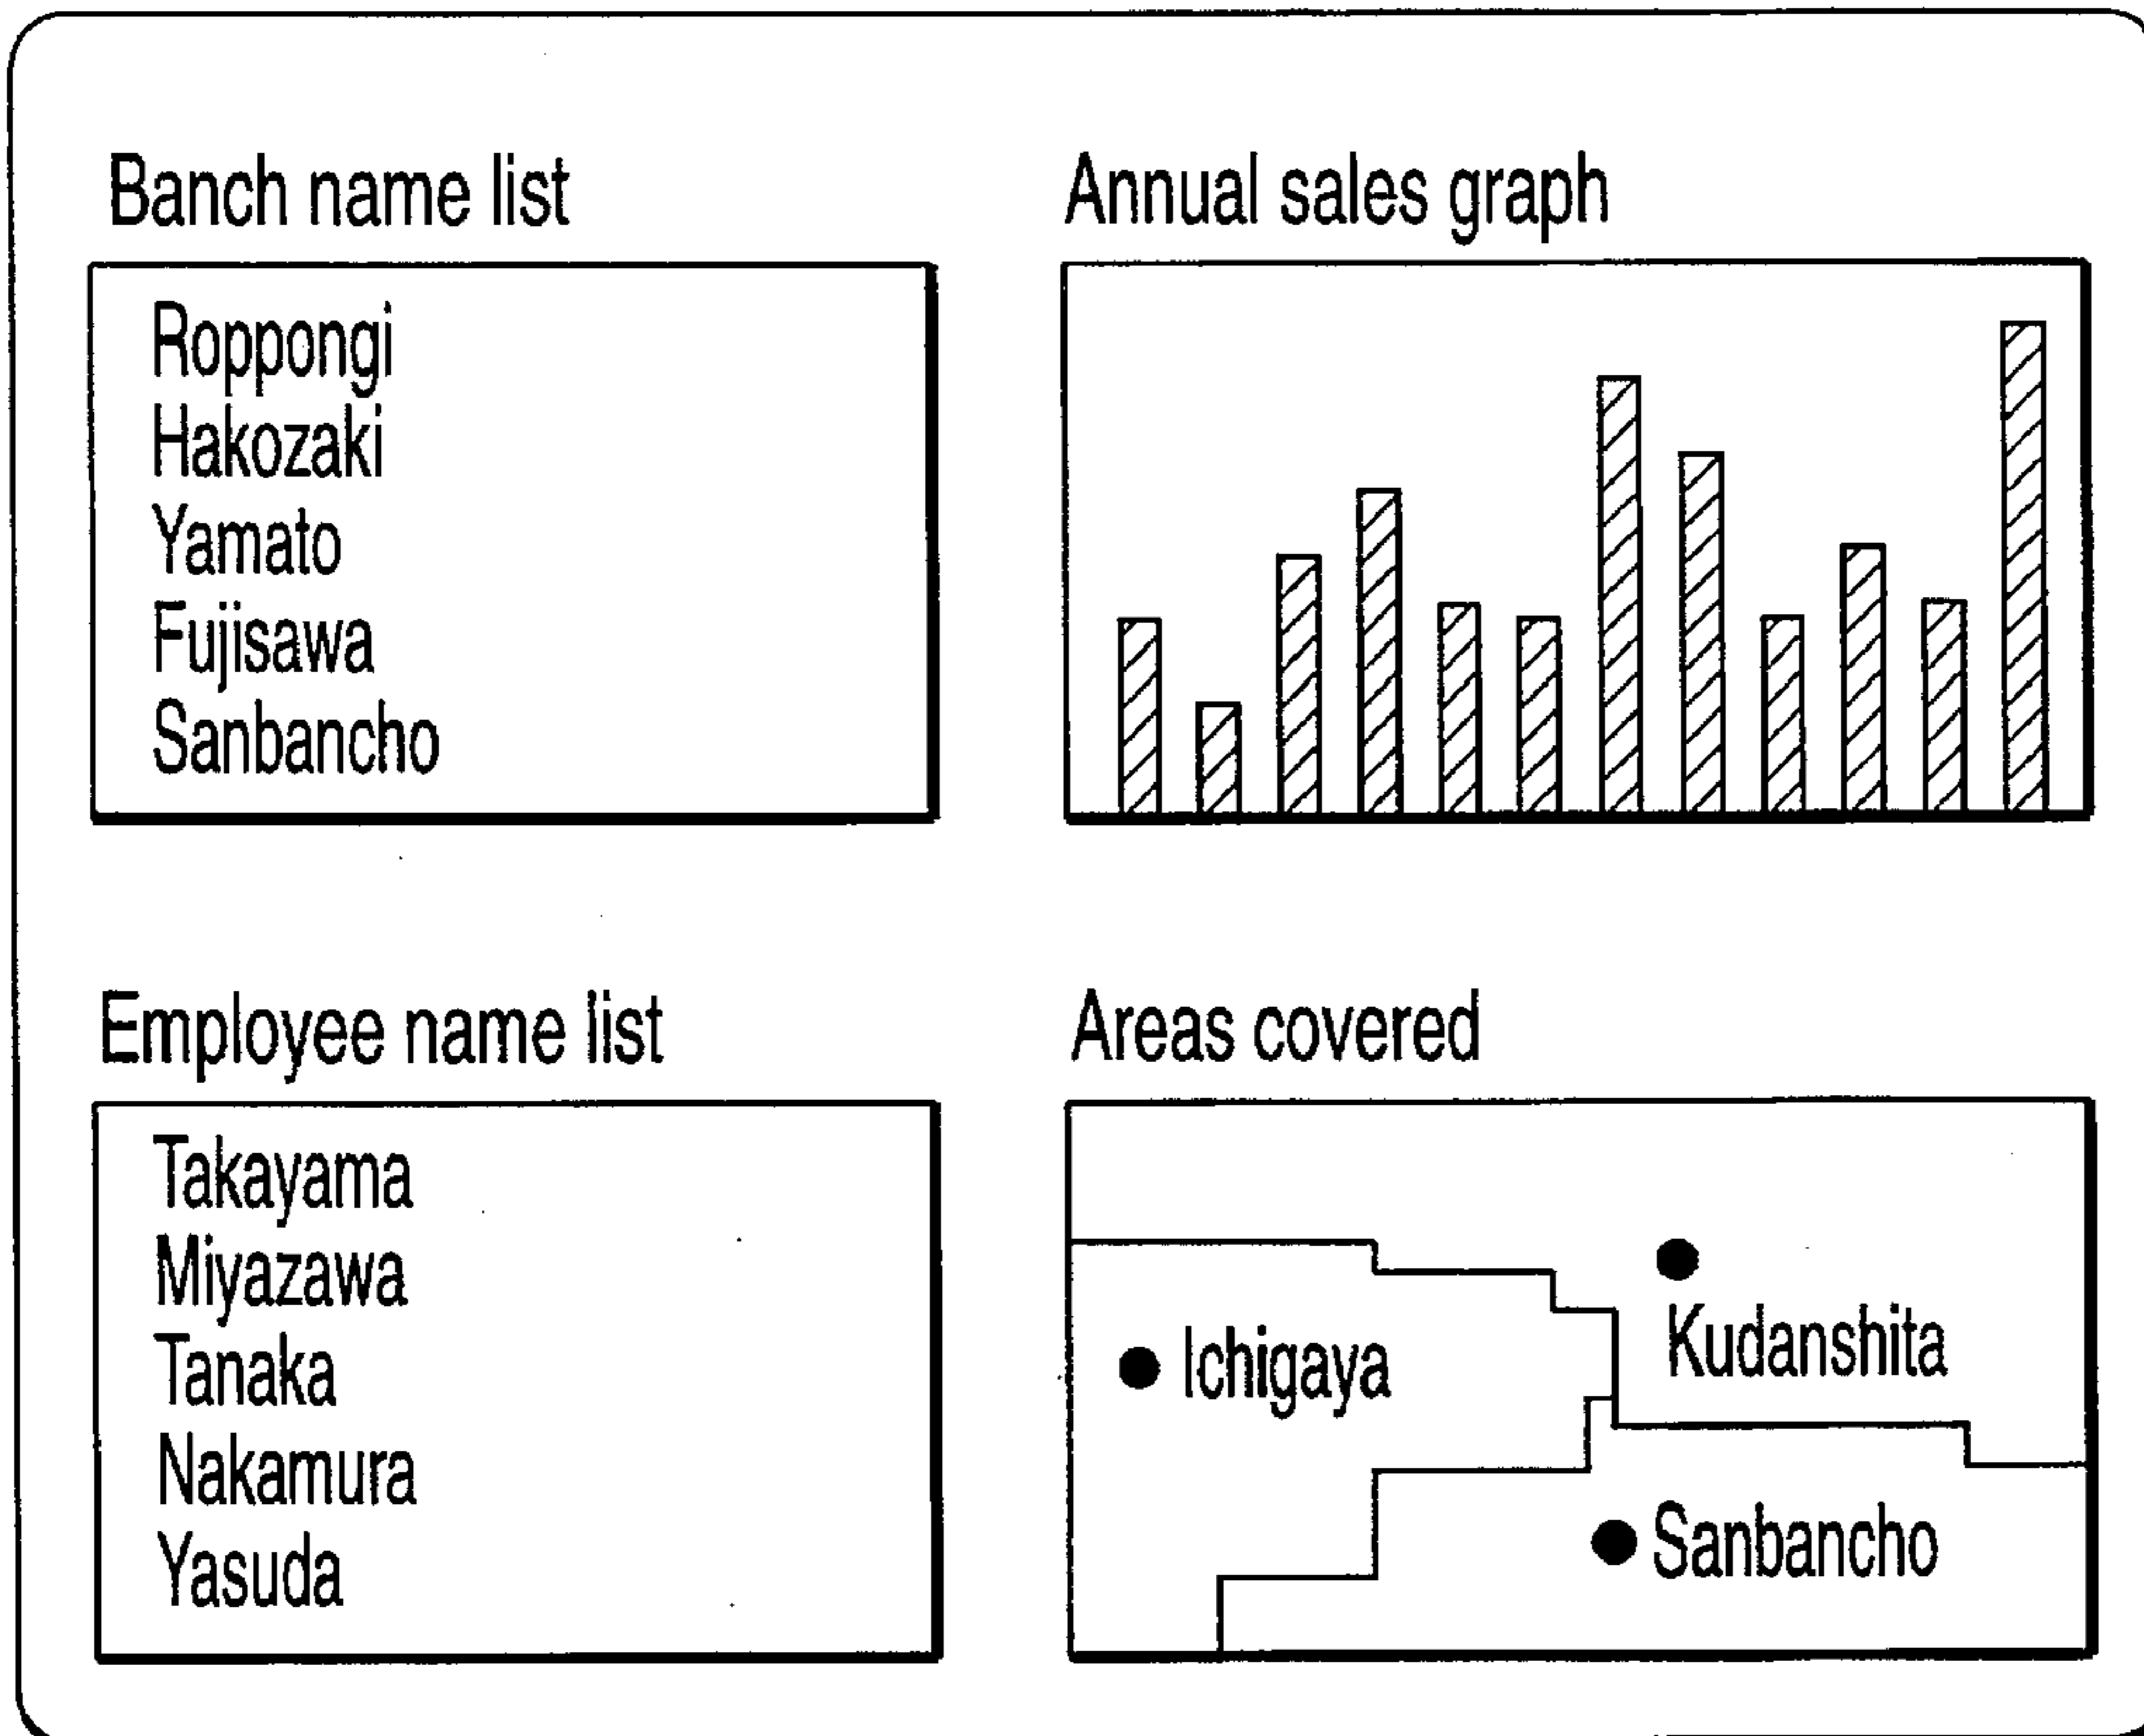 Banch name list
Roppongi
Hakozaki
Yamato
Fujisawa
Sanbancho
Annual sales graph
Employee name list
Takayama
Miyazawa
Tanaka
Nakamura
Yasuda
Areas covered
Kudanshita
Ichigaya
Sanbancho